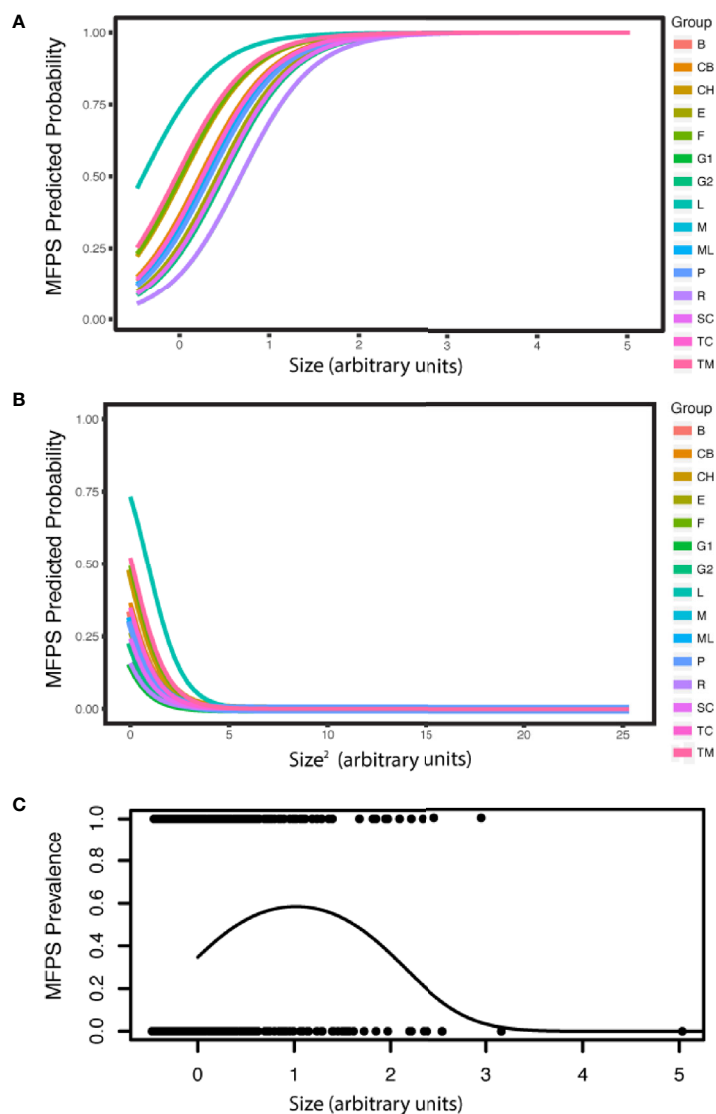 A
MFPS Predicted Probability
1.00
0.75
0.50
0.25
0.00
0 1 2 3 4 5
Size (arbitrary units)
Group
B
CB
CH
E
F
G1
G2
L
M
ML
P
R
SC
TC
TM
B
MFPS Predicted Probability
1.00
0.75
0.50
0.25
0.00
0 5 10 15 20 25
Size² (arbitrary units)
Group
B
CB
CH
E
F
G1
G2
L
M
ML
P
R
SC
TC
TM
C
MFPS Prevalence
1.0
0.8
0.6
0.4
0.2
0.0
0 1 2 3 4 5
Size (arbitrary units)